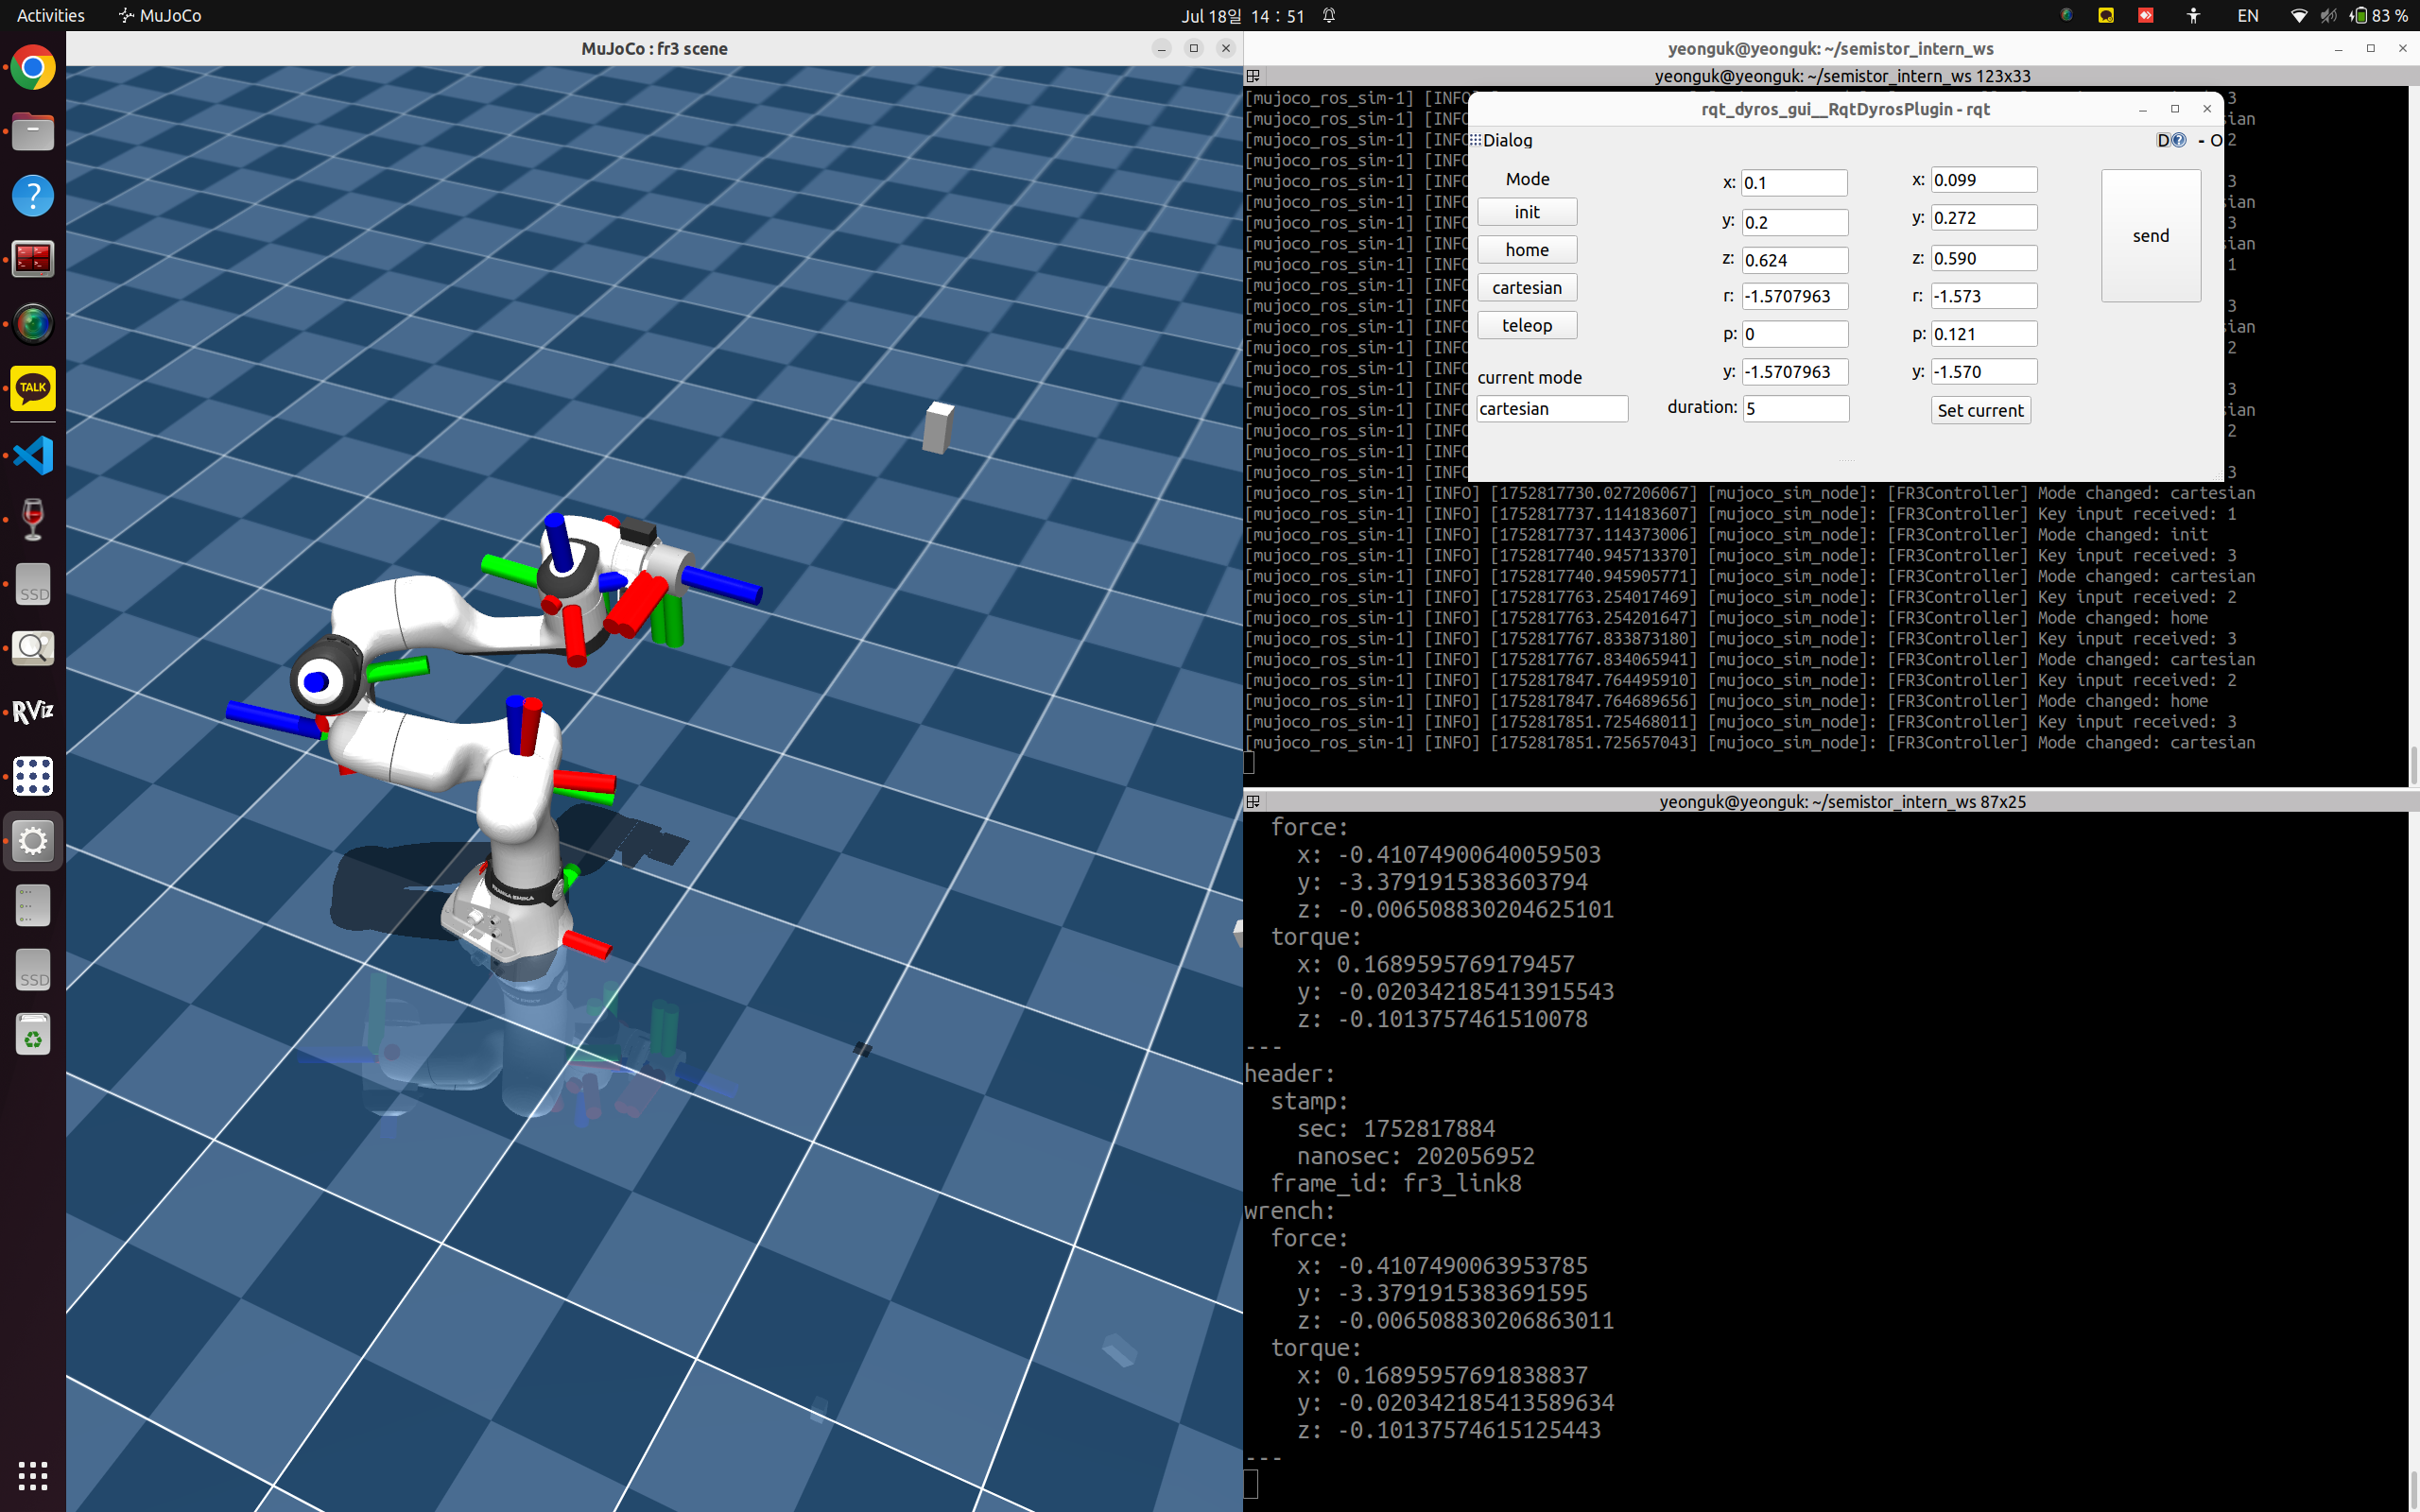 Activities
MuJoCo
Jul 18일 14 : 51
EN
83 %
MuJoCo : fr3 scene
TALK
SSD
RViz
SSD
FRANKA EMIKA
yeonguk@yeonguk: ~/semistor_intern_ws
yeonguk@yeonguk: ~/semistor_intern_ws 123x33
[mujoco_ros_sim-1] [INFO 3
[mujoco_ros_sim-1] [INFO sian
[mujoco_ros_sim-1] [INFO 2
[mujoco_ros_sim-1] [INFO
[mujoco_ros_sim-1] [INFO 3
[mujoco_ros_sim-1] [INFO sian
[mujoco_ros_sim-1] [INFO 3
[mujoco_ros_sim-1] [INFO sian
[mujoco_ros_sim-1] [INFO 1
[mujoco_ros_sim-1] [INFO
[mujoco_ros_sim-1] [INFO 3
[mujoco_ros_sim-1] [INFO sian
[mujoco_ros_sim-1] [INFO 2
[mujoco_ros_sim-1] [INFO
[mujoco_ros_sim-1] [INFO 3
[mujoco_ros_sim-1] [INFO sian
[mujoco_ros_sim-1] [INFO 2
[mujoco_ros_sim-1] [INFO
[mujoco_ros_sim-1] [INFO 3
[mujoco_ros_sim-1] [INFO] [1752817730.027206067] [mujoco_sim_node]: [FR3Controller] Mode changed: cartesian
[mujoco_ros_sim-1] [INFO] [1752817737.114183607] [mujoco_sim_node]: [FR3Controller] Key input received: 1
[mujoco_ros_sim-1] [INFO] [1752817737.114373006] [mujoco_sim_node]: [FR3Controller] Mode changed: init
[mujoco_ros_sim-1] [INFO] [1752817740.945713370] [mujoco_sim_node]: [FR3Controller] Key input received: 3
[mujoco_ros_sim-1] [INFO] [1752817740.945905771] [mujoco_sim_node]: [FR3Controller] Mode changed: cartesian
[mujoco_ros_sim-1] [INFO] [1752817763.254017469] [mujoco_sim_node]: [FR3Controller] Key input received: 2
[mujoco_ros_sim-1] [INFO] [1752817763.254201647] [mujoco_sim_node]: [FR3Controller] Mode changed: home
[mujoco_ros_sim-1] [INFO] [1752817767.833873180] [mujoco_sim_node]: [FR3Controller] Key input received: 3
[mujoco_ros_sim-1] [INFO] [1752817767.834065941] [mujoco_sim_node]: [FR3Controller] Mode changed: cartesian
[mujoco_ros_sim-1] [INFO] [1752817847.764495910] [mujoco_sim_node]: [FR3Controller] Key input received: 2
[mujoco_ros_sim-1] [INFO] [1752817847.764689656] [mujoco_sim_node]: [FR3Controller] Mode changed: home
[mujoco_ros_sim-1] [INFO] [1752817851.725468011] [mujoco_sim_node]: [FR3Controller] Key input received: 3
[mujoco_ros_sim-1] [INFO] [1752817851.725657043] [mujoco_sim_node]: [FR3Controller] Mode changed: cartesian
rqt_dyros_gui__RqtDyrosPlugin - rqt
Dialog
D - O
Mode
init
home
cartesian
teleop
current mode
cartesian
x: 0.1
y: 0.2
z: 0.624
r: -1.5707963
p: 0
y: -1.5707963
duration: 5
x: 0.099
y: 0.272
z: 0.590
r: -1.573
p: 0.121
y: -1.570
Set current
send
yeonguk@yeonguk: ~/semistor_intern_ws 87x25
force:
x: -0.41074900640059503
y: -3.3791915383603794
z: -0.006508830204625101
torque:
x: 0.1689595769179457
y: -0.020342185413915543
z: -0.1013757461510078
---
header:
stamp:
sec: 1752817884
nanosec: 202056952
frame_id: fr3_link8
wrench:
force:
x: -0.4107490063953785
y: -3.3791915383691595
z: -0.006508830206863011
torque:
x: 0.16895957691838837
y: -0.020342185413589634
z: -0.10137574615125443
---